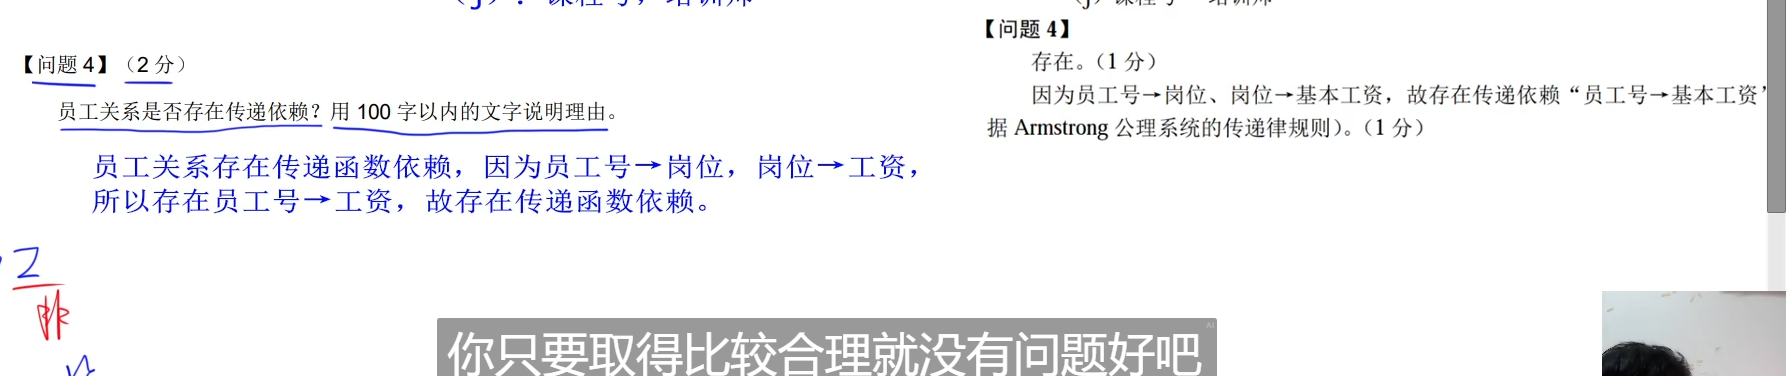 【问题 4】（2 分）
员工关系是否存在传递依赖？用 100 字以内的文字说明理由。
员工关系存在传递函数依赖，因为员工号→岗位，岗位→工资，
所以存在员工号→工资，故存在传递函数依赖。
2
【问题 4】
存在。（1 分）
因为员工号→岗位、岗位→基本工资，故存在传递依赖“员工号→基本工资”
据 Armstrong 公理系统的传递律规则）。（1 分）
你只要取得比较合理就没有问题好吧
AI